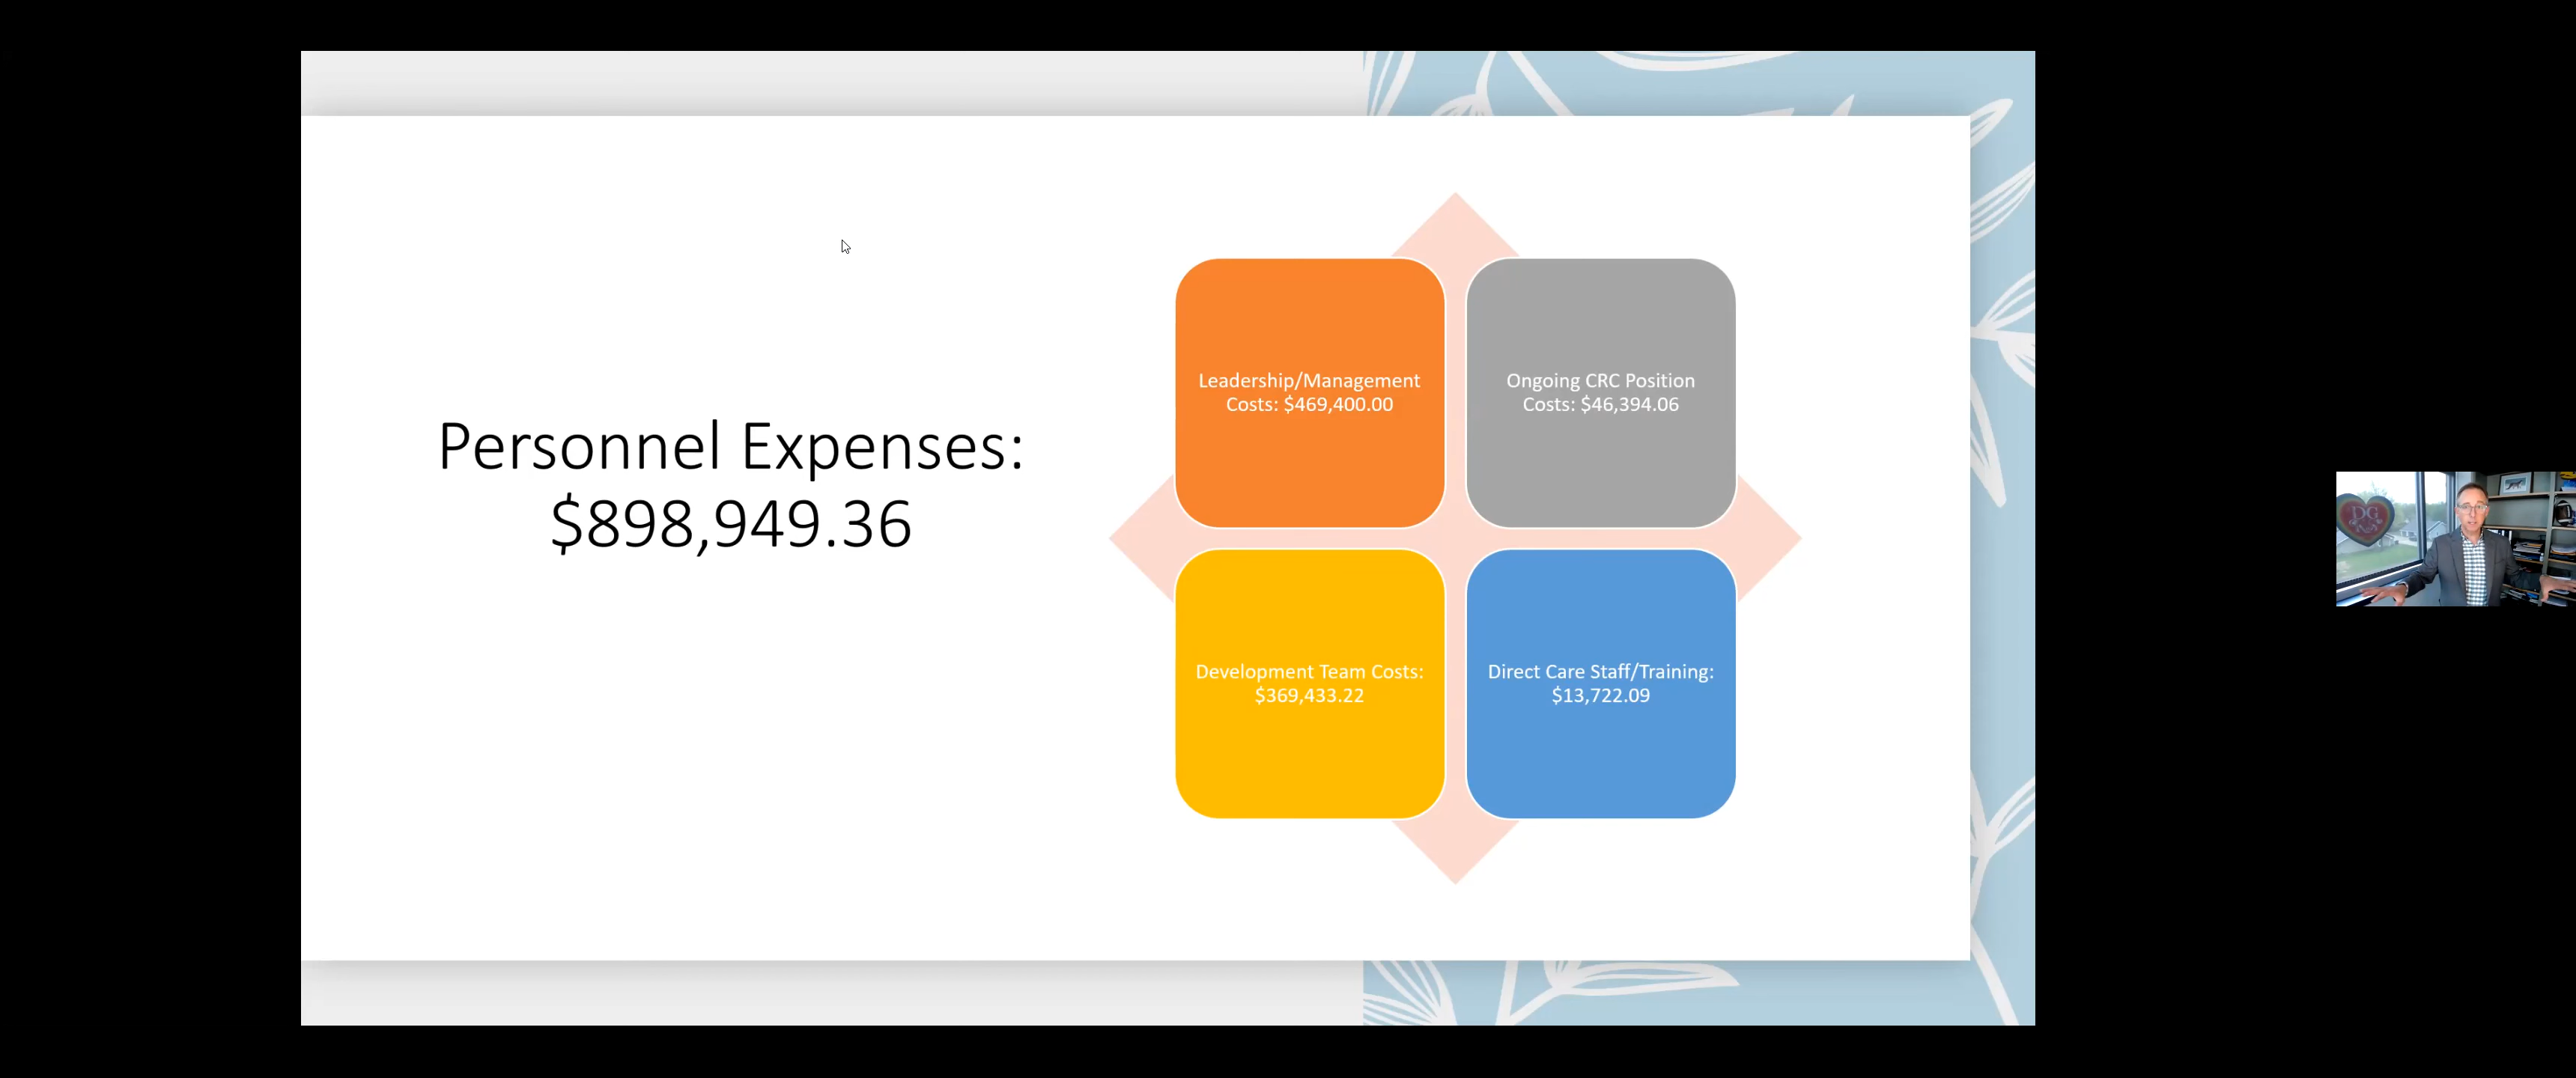 Personnel Expenses:
$898,949.36
Leadership/Management
Costs: $469,400.00
Ongoing CRC Position
Costs: $46,394.06
Development Team Costs:
$369,433.22
Direct Care Staff/Training:
$13,722.09
DG